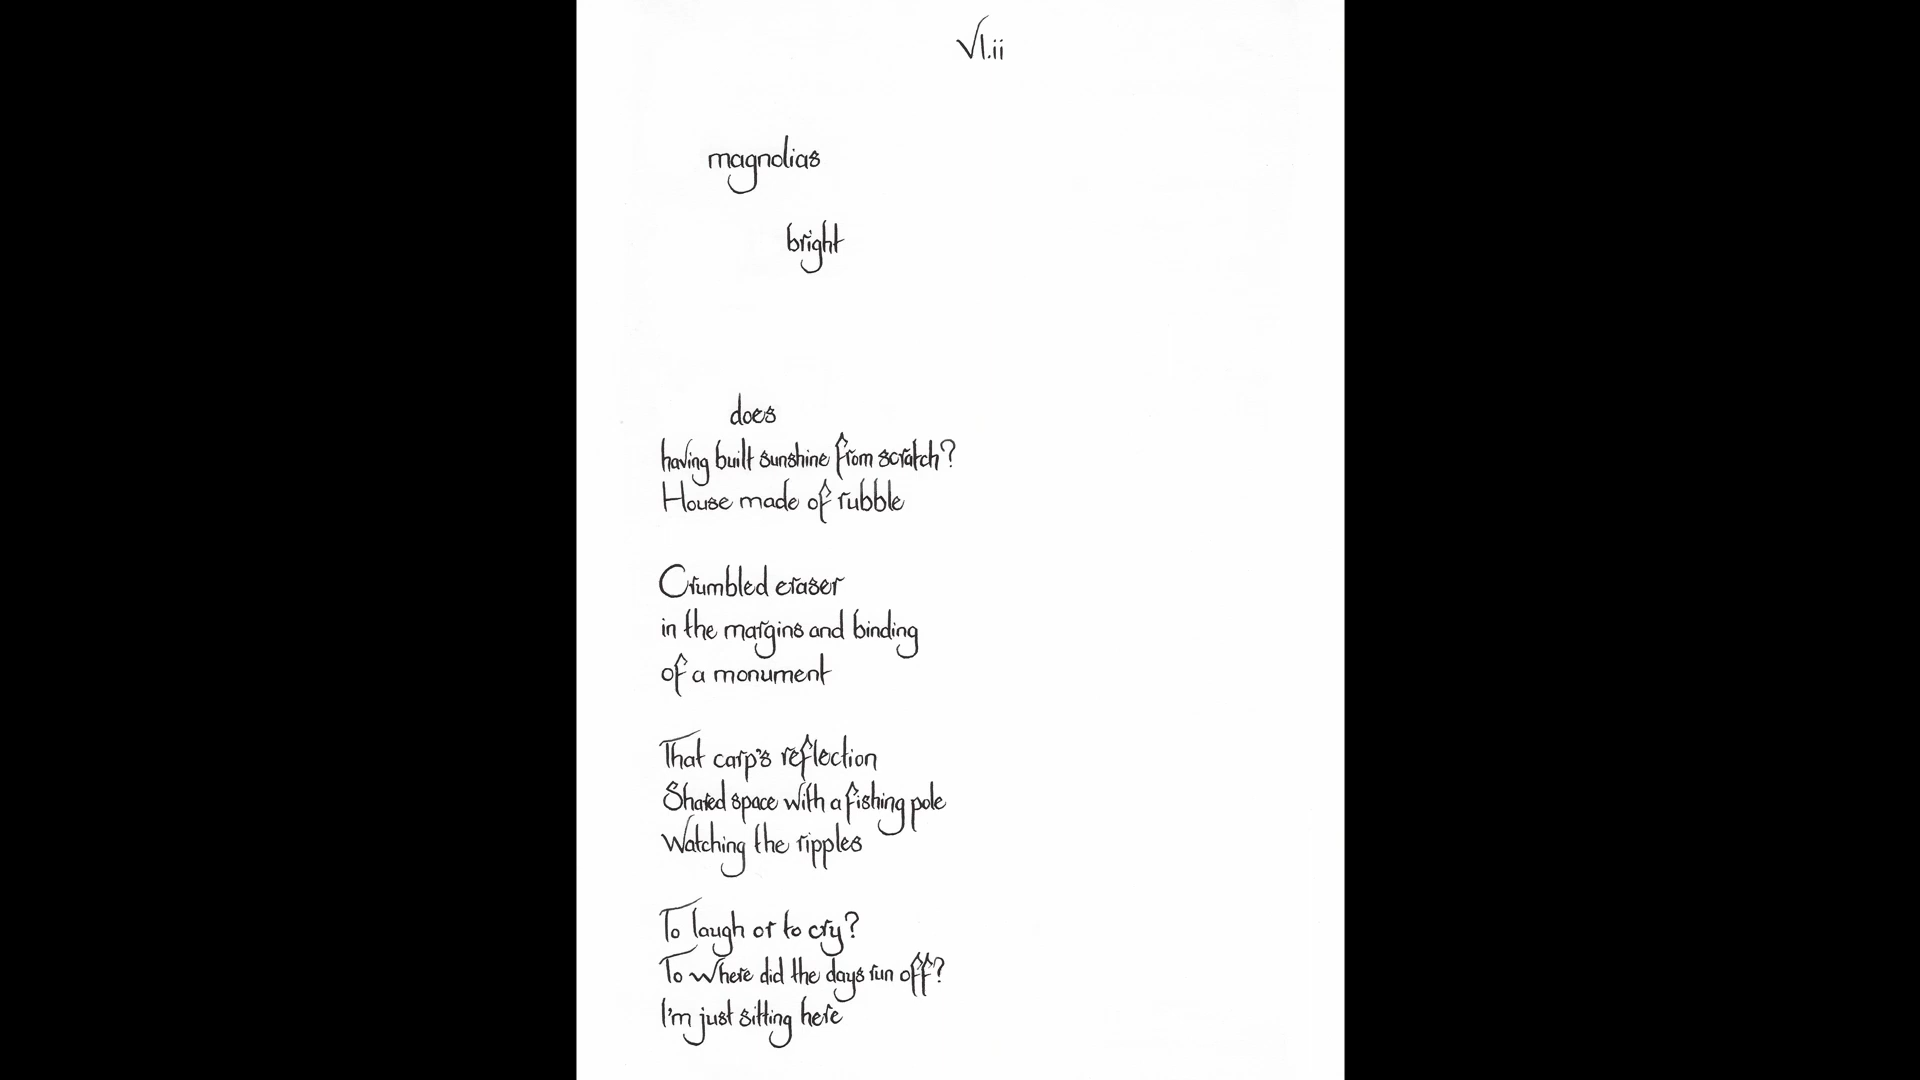 VI.ii
magnolias
bright
does
having built sunshine from scratch?
House made of rubble
Crumbled eraser
in the margins and binding
of a monument
That carp's reflection
Shared space with a fishing pole
Watching the ripples
To laugh or to cry?
To where did the days run off?
I'm just sitting here